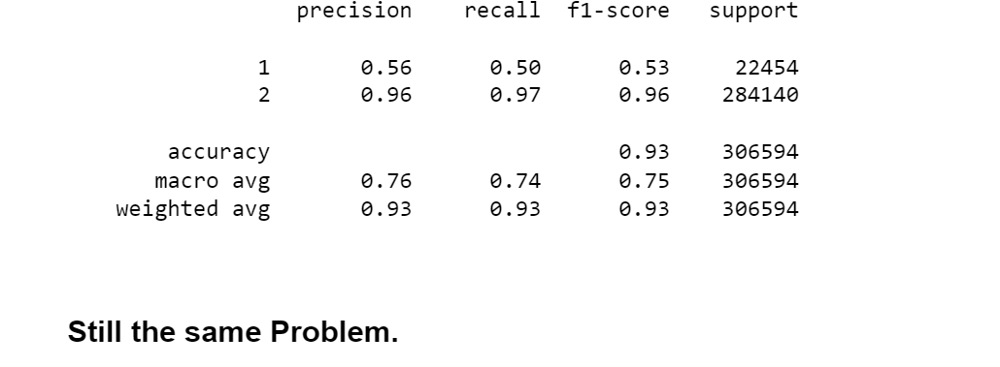 precision recall f1-score support
1 0.56 0.50 0.53 22454
2 0.96 0.97 0.96 284140
accuracy 0.93 306594
macro avg 0.76 0.74 0.75 306594
weighted avg 0.93 0.93 0.93 306594
Still the same Problem.